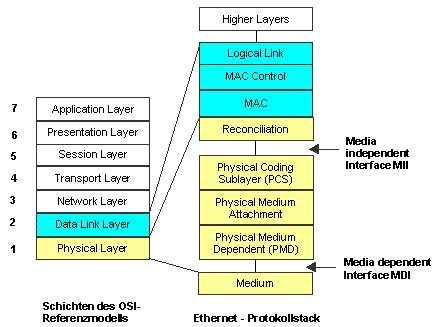 Higher Layers
Logical Link
MAC Control
MAC
Reconciliation
Physical Coding
Sublayer (PCS)
Physical Medium
Attachment
Physical Medium
Dependent (PMD)
Medium
Media
independent
Interface MII
Media dependent
Interface MDI
7 Application Layer
6 Presentation Layer
5 Session Layer
4 Transport Layer
3 Network Layer
2 Data Link Layer
1 Physical Layer
Schichten des OSI-
Referenzmodells
Ethernet - Protokollstack